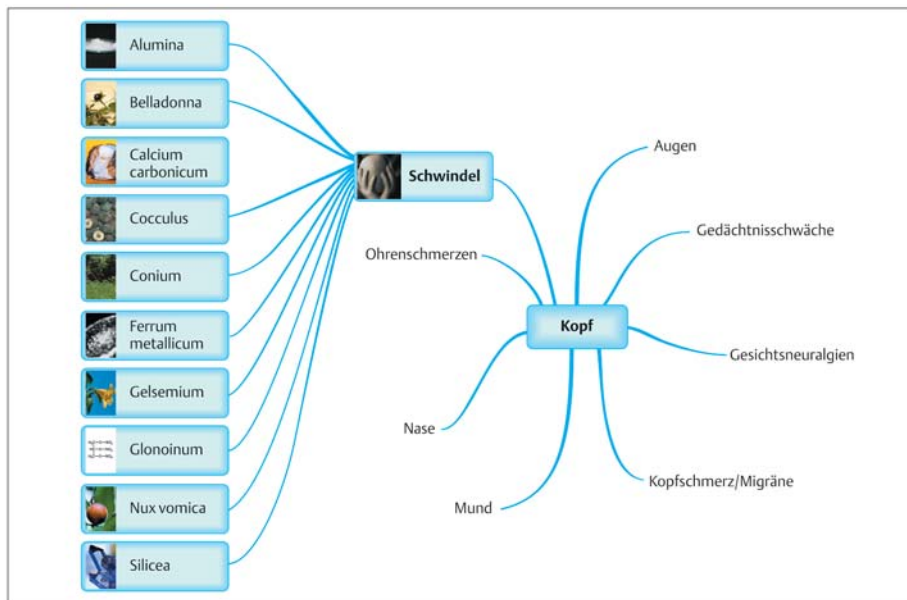 Alumina
Belladonna
Calcium
carbonicum
Cocculus
Conium
Ferrum
metallicum
Gelsemium
Glonoinum
Nux vomica
Silicea
Schwindel
Ohrenschmerzen
Nase
Mund
Kopf
Augen
Gedächtnisschwäche
Gesichtsneuralgien
Kopfschmerz/Migräne